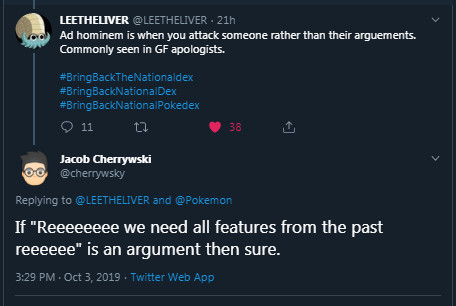 LEETHELIVER @LEETHELIVER · 21h
Ad hominem is when you attack someone rather than their arguements.
Commonly seen in GF apologists.
#BringBackTheNationaldex
#BringBackNationalDex
#BringBackNationalPokedex
11 38
Jacob Cherrywski
@cherrywsky
Replying to @LEETHELIVER and @Pokemon
If "Reeeeeeee we need all features from the past
reeeeee" is an argument then sure.
3:29 PM · Oct 3, 2019 · Twitter Web App